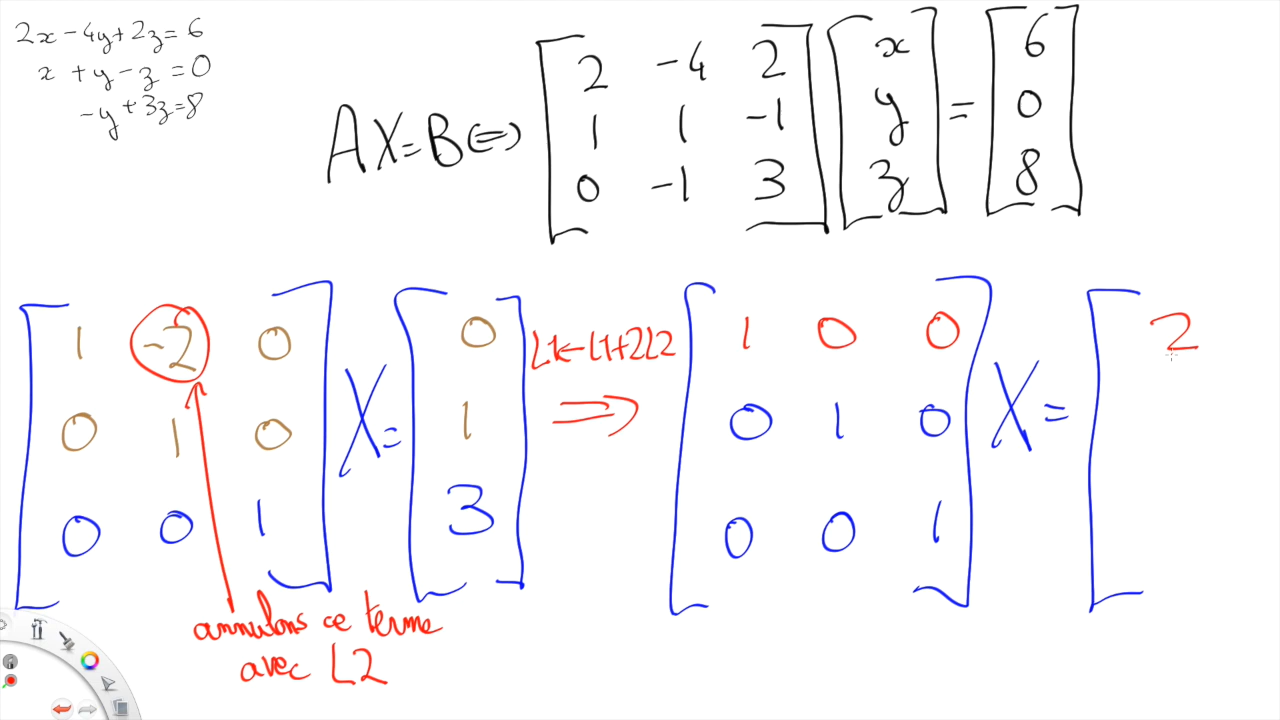 2x - 4y + 2z = 6
x + y - z = 0
-y + 3z = 8
AX = B ⇔ [2 -4 2; 1 1 -1; 0 -1 3] [x; y; z] = [6; 0; 8]
[1 -2 0; 0 1 0; 0 0 1] X = [0; 1; 3]
L1 ← L1 + 2L2
⇒
[1 0 0; 0 1 0; 0 0 1] X = [2
annulons ce terme
avec L2